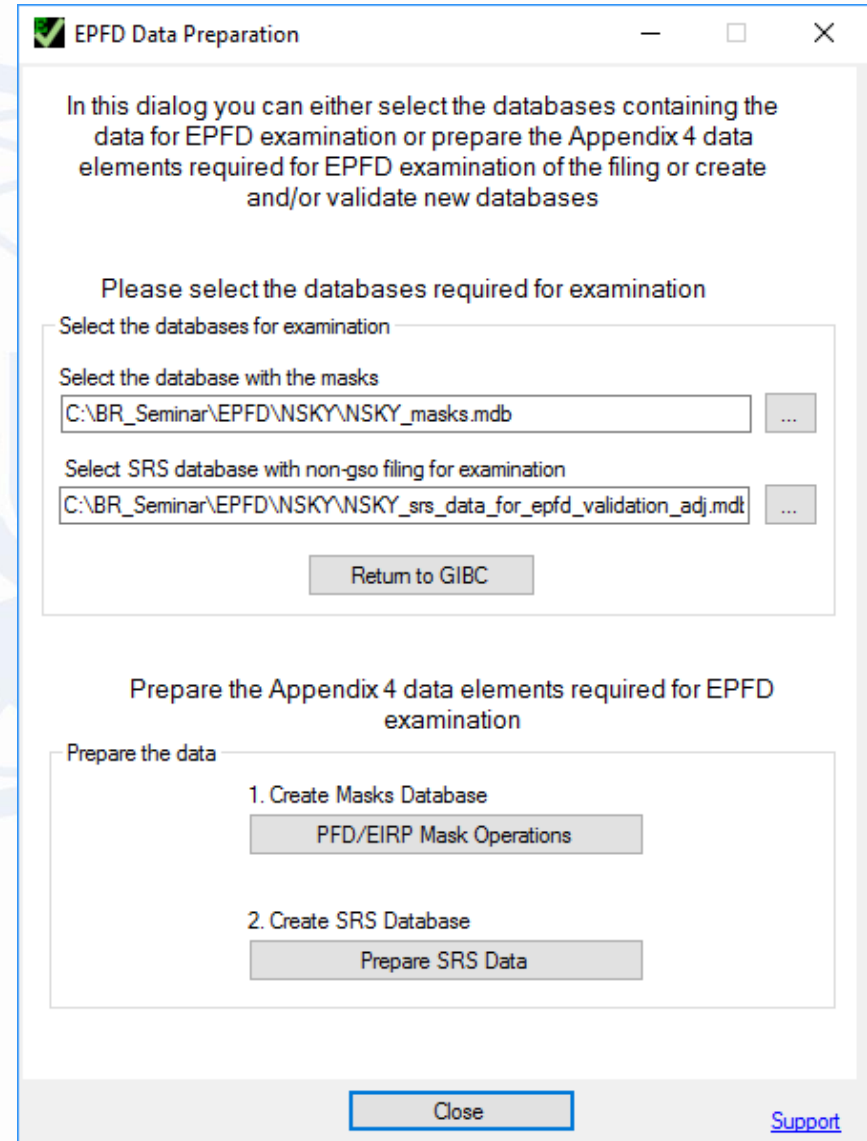 EPFD Data Preparation
In this dialog you can either select the databases containing the
data for EPFD examination or prepare the Appendix 4 data
elements required for EPFD examination of the filing or create
and/or validate new databases
Please select the databases required for examination
Select the databases for examination
Select the database with the masks
C:\BR_Seminar\EPFD\NSKY\NSKY_masks.mdb
...
Select SRS database with non-gso filing for examination
C:\BR_Seminar\EPFD\NSKY\NSKY_srs_data_for_epfd_validation_adj.mdb
...
Return to GIBC
Prepare the Appendix 4 data elements required for EPFD
examination
Prepare the data
1. Create Masks Database
PFD/EIRP Mask Operations
2. Create SRS Database
Prepare SRS Data
Close
Support